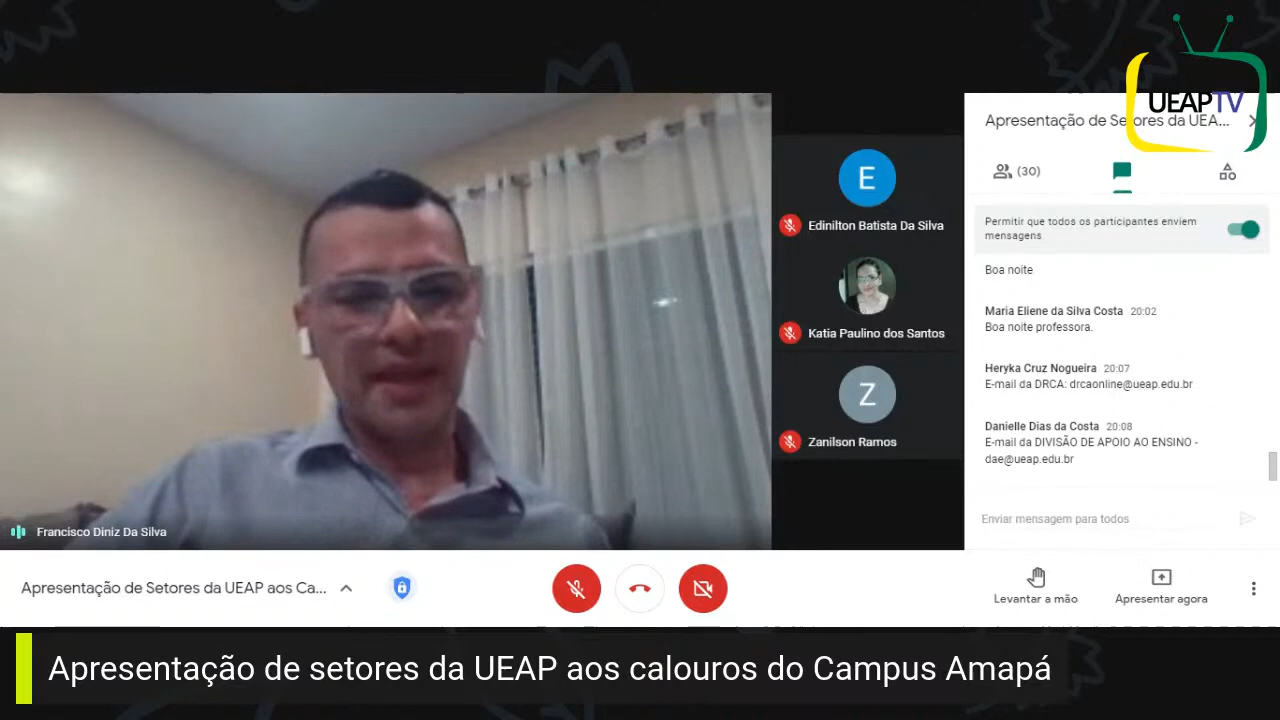 UEAPTV
Apresentação de Setores da UEA...
(30)
Permitir que todos os participantes enviem
mensagens
Boa noite
Maria Eliene da Silva Costa 20:02
Boa noite professora.
Heryka Cruz Nogueira 20:07
E-mail da DRCA: drcaonline@ueap.edu.br
Danielle Dias da Costa 20:08
E-mail da DIVISÃO DE APOIO AO ENSINO -
dae@ueap.edu.br
Enviar mensagem para todos
E
Edinilton Batista Da Silva
Katia Paulino dos Santos
Z
Zanilson Ramos
Francisco Diniz Da Silva
Apresentação de Setores da UEAP aos Ca...
Levantar a mão
Apresentar agora
Apresentação de setores da UEAP aos calouros do Campus Amapá